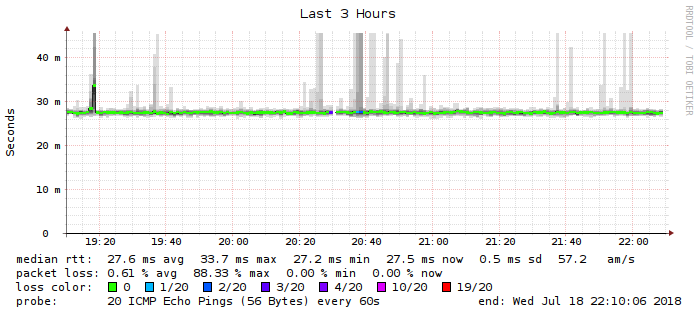 Last 3 Hours
RRDTOOL / TOBI OETIKER
Seconds
40 m
30 m
20 m
10 m
0
19:20 19:40 20:00 20:20 20:40 21:00 21:20 21:40 22:00
median rtt: 27.6 ms avg 33.7 ms max 27.2 ms min 27.5 ms now 0.5 ms sd 57.2 am/s
packet loss: 0.61 % avg 88.33 % max 0.00 % min 0.00 % now
loss color: 0 1/20 2/20 3/20 4/20 10/20 19/20
probe: 20 ICMP Echo Pings (56 Bytes) every 60s end: Wed Jul 18 22:10:06 2018